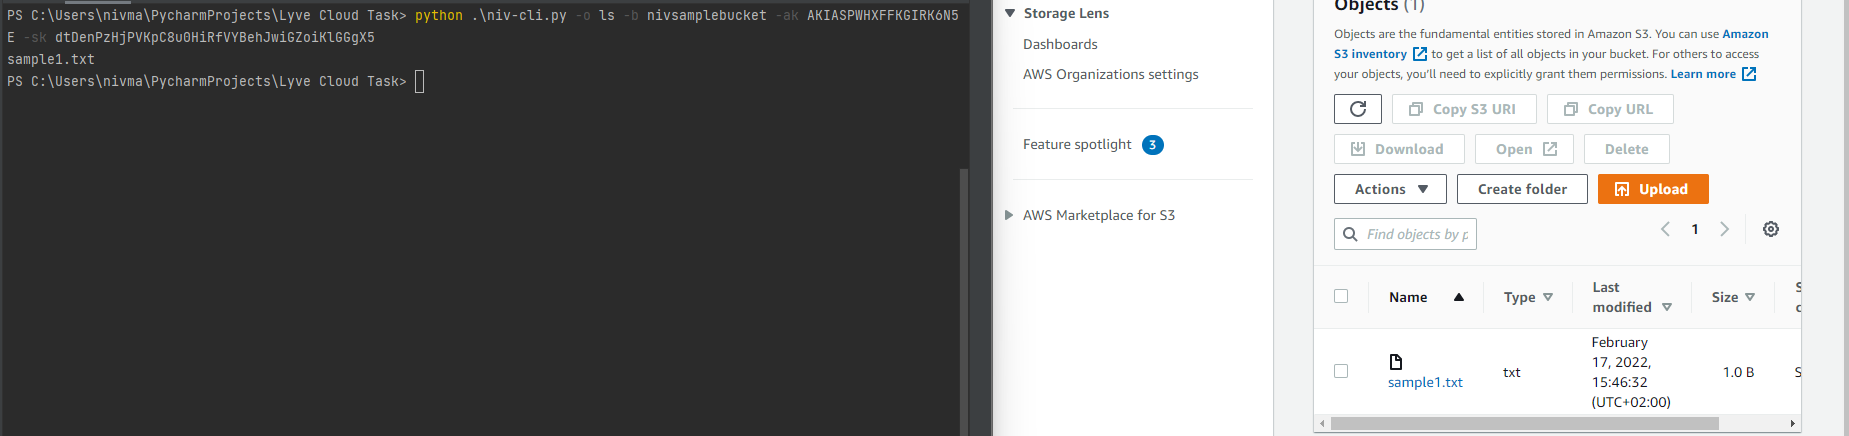 PS C:\Users\nivma\PycharmProjects\Lyve Cloud Task> python .\niv-cli.py -o ls -b nivsamplebucket -ak AKIASPWHXFFKGIRK6N5
E -sk dtDenPzHjPVKpC8u0HiRfVYBehJwiGZoiKlGGgX5
sample1.txt
PS C:\Users\nivma\PycharmProjects\Lyve Cloud Task>
Storage Lens
Dashboards
AWS Organizations settings
Feature spotlight 3
AWS Marketplace for S3
Objects (1)
Objects are the fundamental entities stored in Amazon S3. You can use Amazon
S3 inventory to get a list of all objects in your bucket. For others to access
your objects, you'll need to explicitly grant them permissions. Learn more
Copy S3 URI Copy URL
Download Open Delete
Actions Create folder Upload
Find objects by p
1
Name Type Last
modified Size
sample1.txt txt February
17, 2022,
15:46:32
(UTC+02:00) 1.0 B